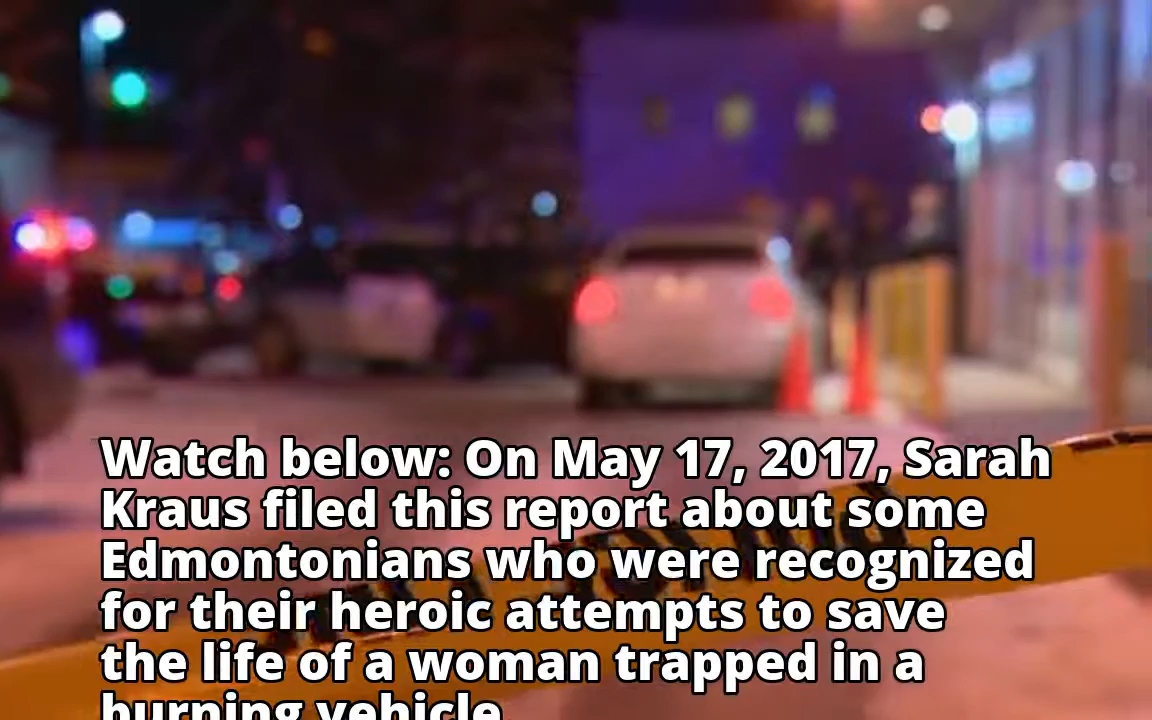 Watch below: On May 17, 2017, Sarah
Kraus filed this report about some
Edmontonians who were recognized
for their heroic attempts to save
the life of a woman trapped in a
burning vehicle.